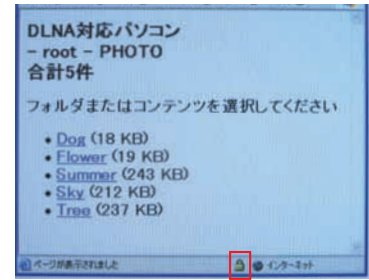 DLNA対応パソコン
- root - PHOTO
合計5件
フォルダまたはコンテンツを選択してください
• Dog (18 KB)
• Flower (19 KB)
• Summer (243 KB)
• Sky (212 KB)
• Tree (237 KB)
ページが表示されました インターネット